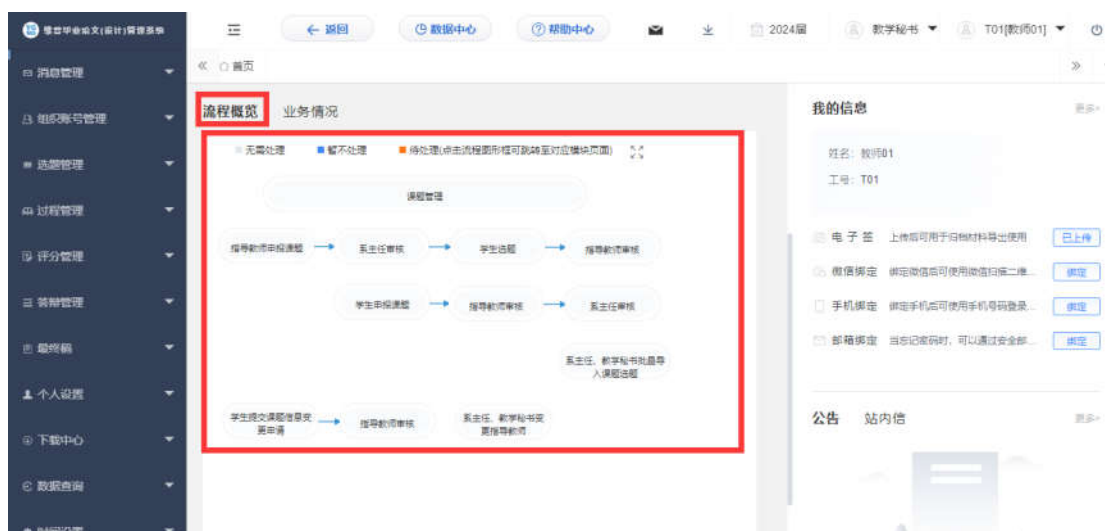 维普毕业论文(设计)管理系统
返回
数据中心
帮助中心
2024届
教学秘书
T01[教师01]
消息管理
组织账号管理
选题管理
过程管理
评分管理
答辩管理
最终稿
个人设置
下载中心
数据查询
时间设置
首页
流程概览
业务情况
无需处理
暂不处理
待处理(点击流程图形框可跳转至对应模块页面)
课题管理
指导教师申报课题
系主任审核
学生选题
指导教师审核
学生申报课题
指导教师审核
系主任审核
系主任、教学秘书批量导
入课题选题
学生提交课题信息变
更申请
指导教师审核
系主任、教学秘书变
更指导教师
我的信息
更多>
姓名: 教师01
工号: T01
电子签
上传后可用于归档材料导出使用
已上传
微信绑定
绑定微信后可使用微信扫描二维...
绑定
手机绑定
绑定手机后可使用手机号码登录...
绑定
邮箱绑定
当忘记密码时，可以通过安全邮...
绑定
公告
站内信
更多>